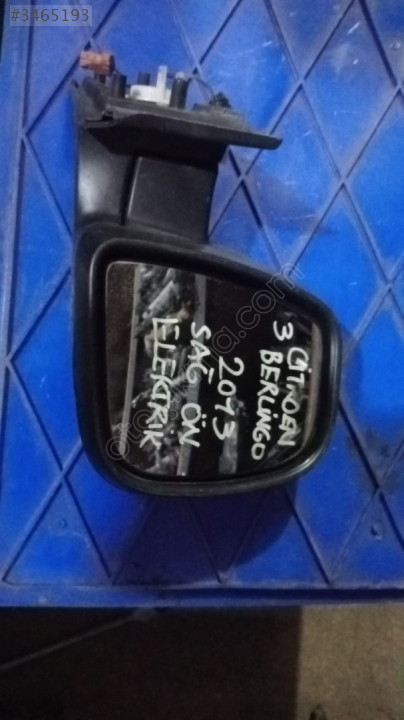 #3465193
3 CİTROEN
BERLİNGO
2013
SAĞ ÖN
ELEKTRİK